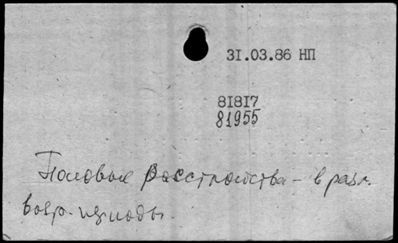 31.03.86 НП
81817
81955
Половые расстройства – в разл.
возр. периоды.